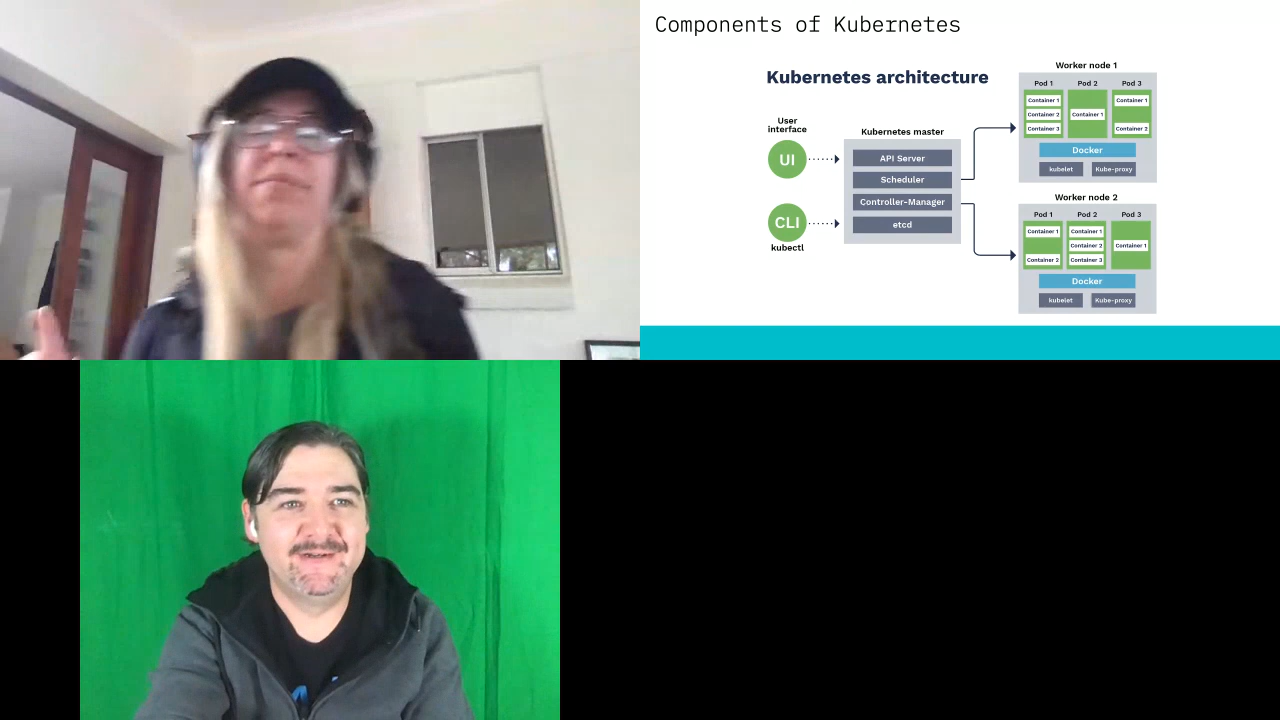 Components of Kubernetes
Kubernetes architecture
User
interface
UI
CLI
kubectl
Kubernetes master
API Server
Scheduler
Controller-Manager
etcd
Worker node 1
Pod 1
Container 1
Container 2
Container 3
Pod 2
Container 1
Pod 3
Container 1
Container 2
Docker
kubelet
Kube-proxy
Worker node 2
Pod 1
Container 1
Container 2
Pod 2
Container 1
Container 2
Container 3
Pod 3
Container 1
Docker
kubelet
Kube-proxy